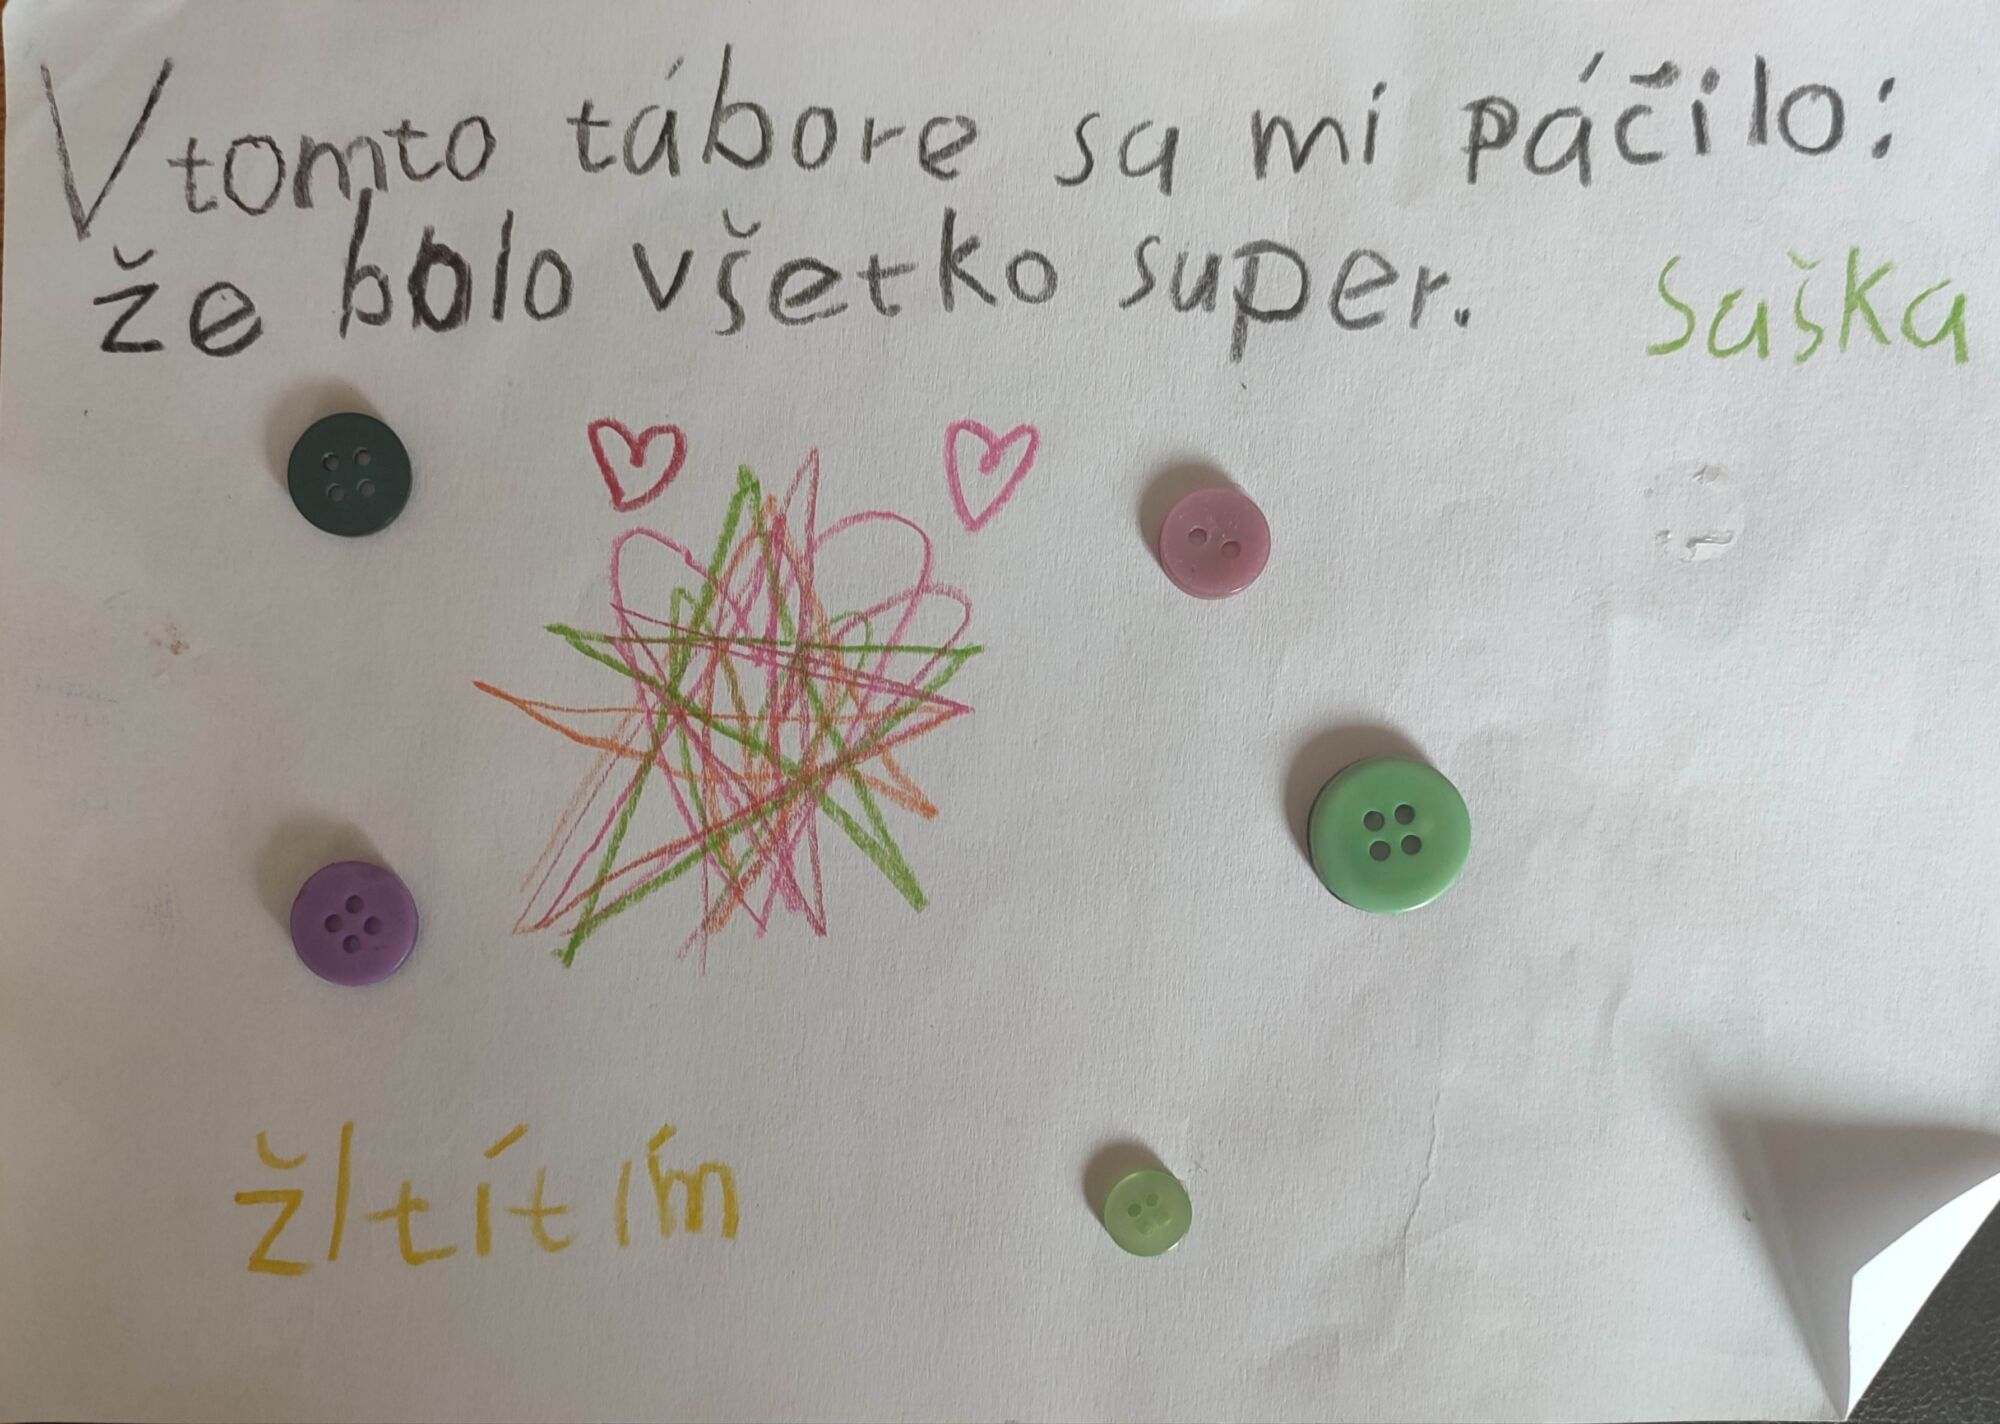 V tomto tábore sa mi páčilo:
že bolo všetko super. Saška
žltítím